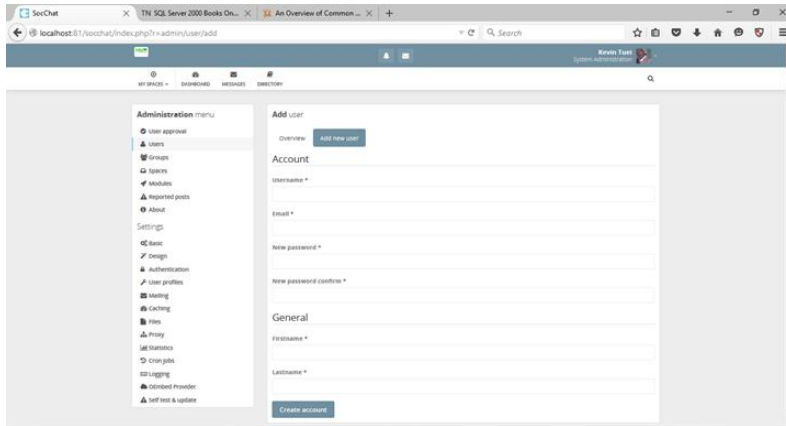 SocChat
TN SQL Server 2000 Books On...
An Overview of Common ...
localhost:81/socchat/index.php?r=admin/user/add
Search
Kevin Tuei
System Administration
MY SPACES
DASHBOARD
MESSAGES
DIRECTORY
Administration menu
User approval
Users
Groups
Spaces
Modules
Reported posts
About
Settings
Basic
Design
Authentication
User profiles
Mailing
Caching
Files
Proxy
Statistics
Cron jobs
Logging
OEmbed Provider
Self test & update
Add user
Overview
Add new user
Account
Username *
Email *
New password *
New password confirm *
General
Firstname *
Lastname *
Create account